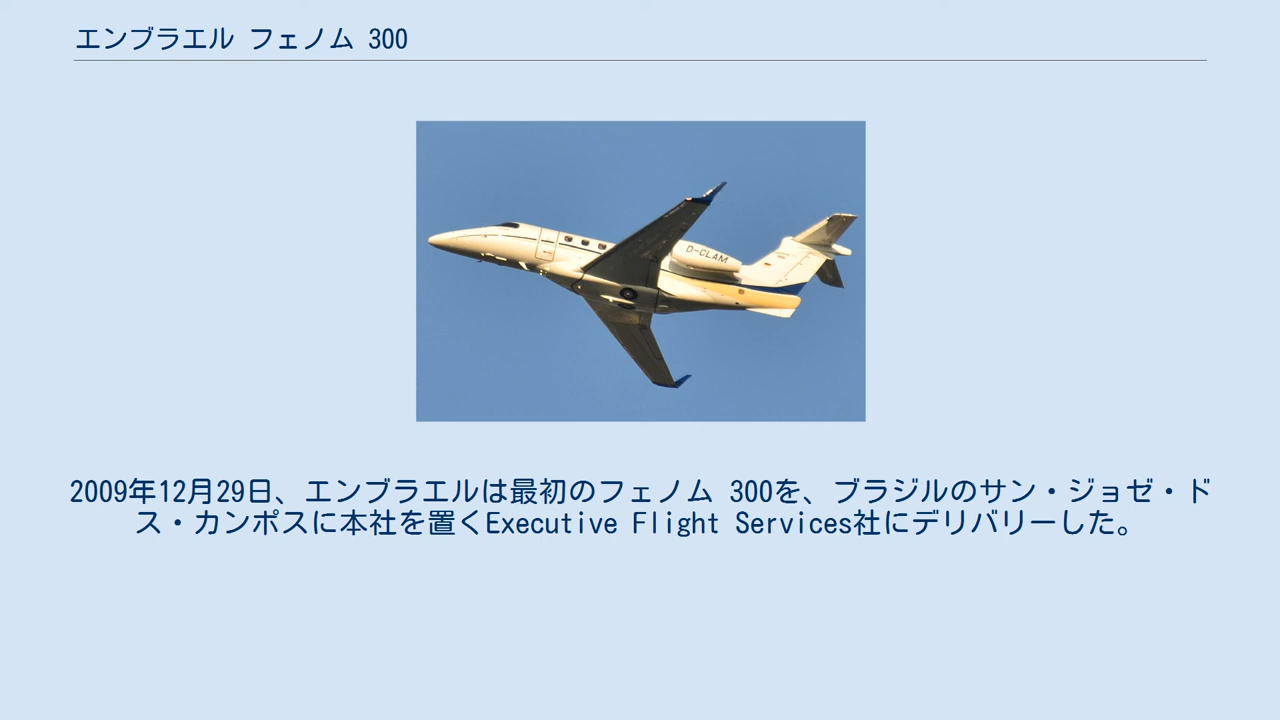 エンブラエル フェノム 300
D-CLAM
2009年12月29日、エンブラエルは最初のフェノム 300を、ブラジルのサン・ジョゼ・ド
ス・カンポスに本社を置くExecutive Flight Services社にデリバリーした。